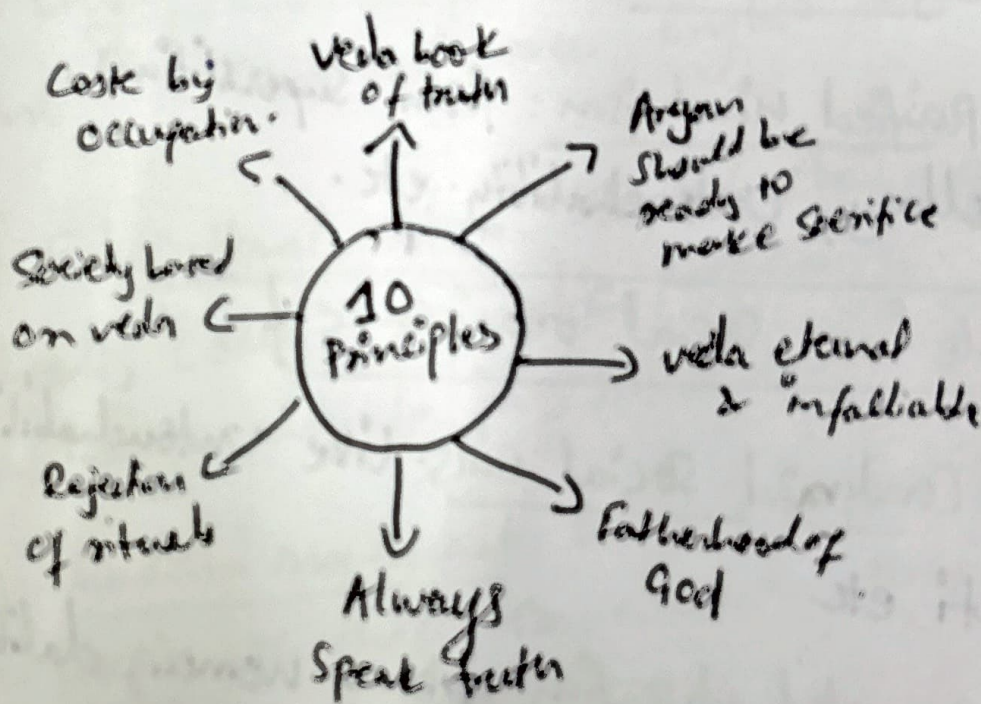 10
Principles
Veda book
of truth
Aryan
should be
ready to
make sacrifice
veda eternal
& infalliable
Fatherhood of
God
Always
Speak truth
Rejection
of rituals
Society based
on veda
Caste by
occupation.